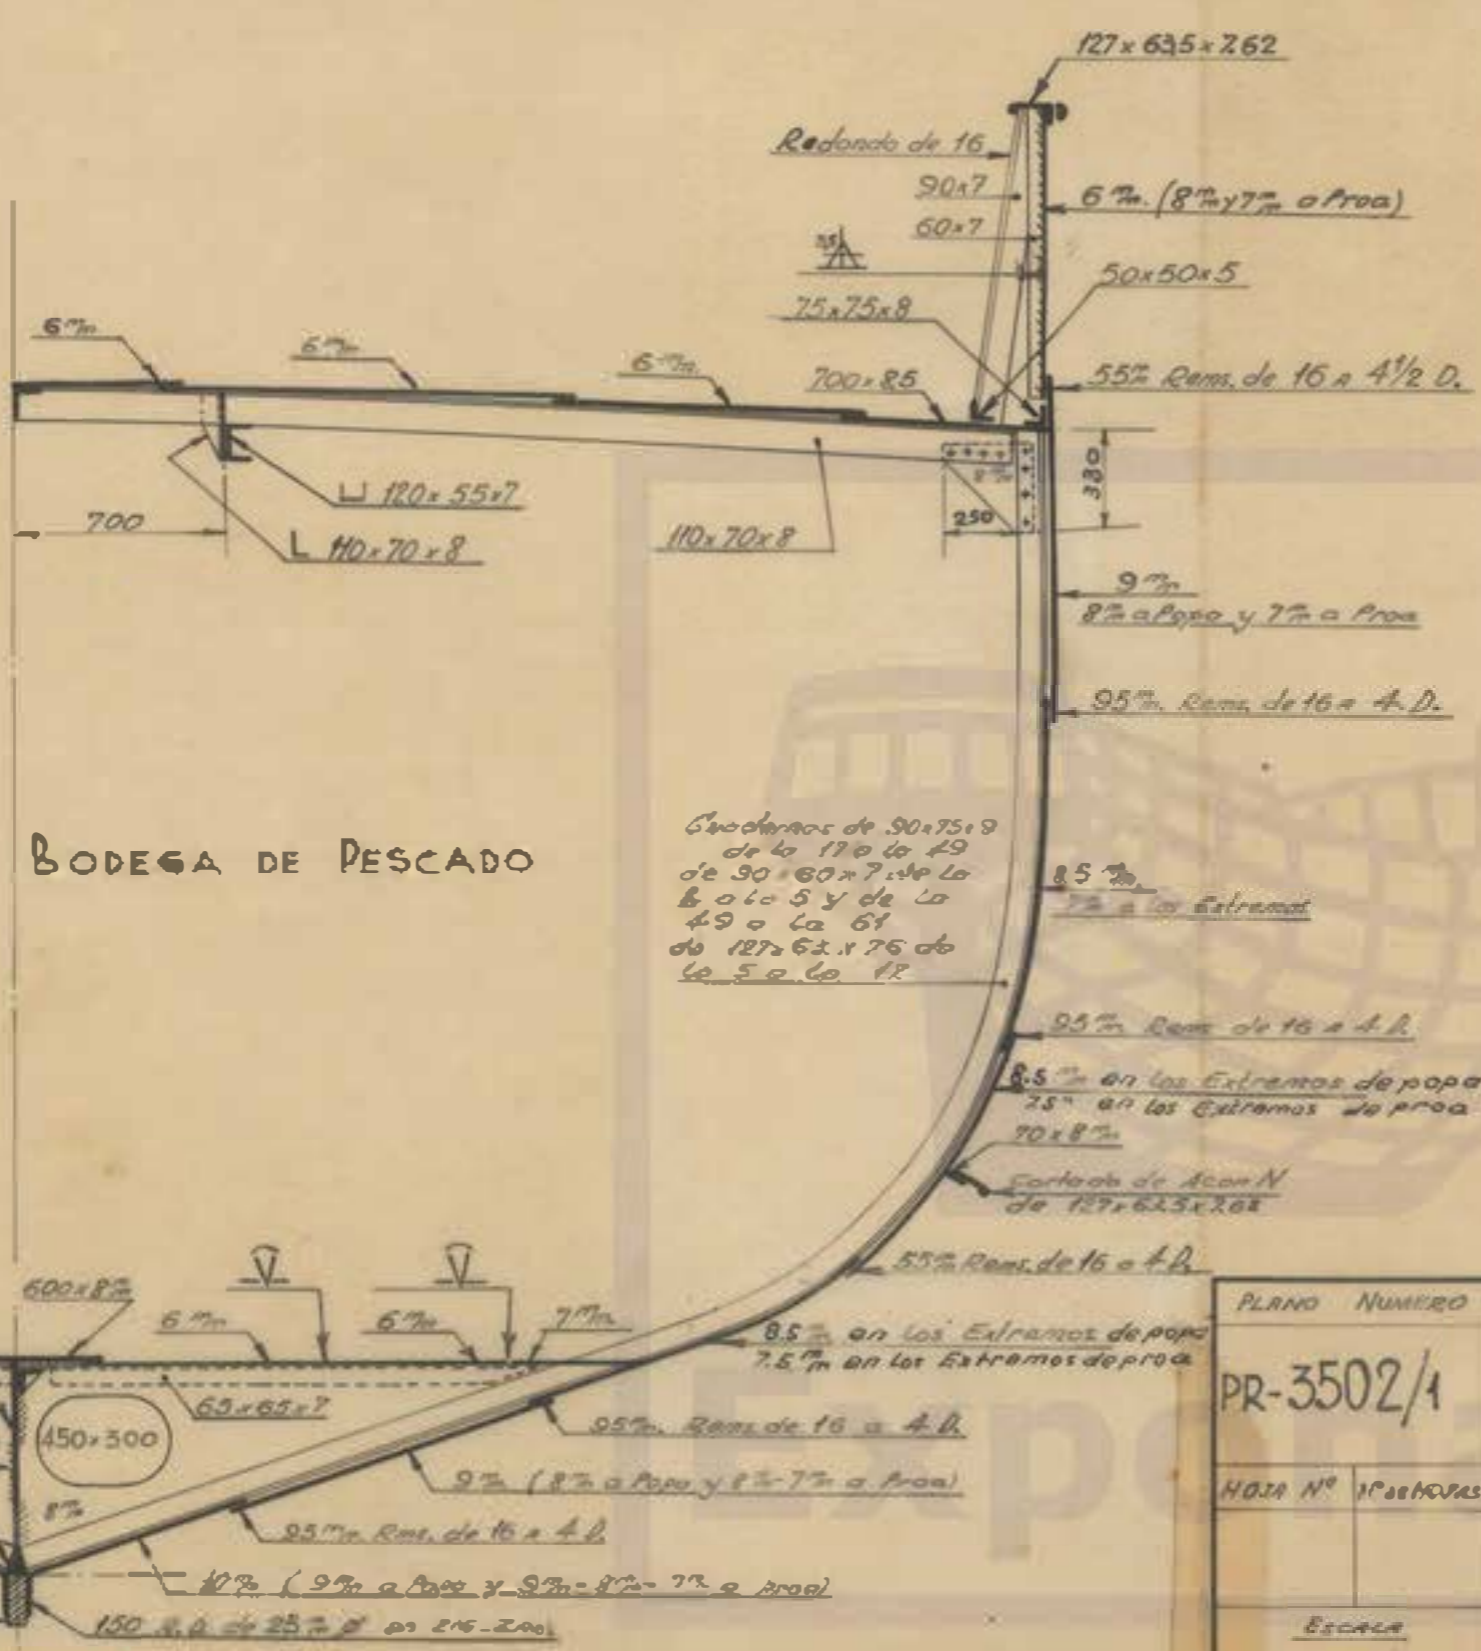 127 x 63,5 x 7.62
Redondo de 16
90x7
6 m/m. (8 m/m y 7 m/m a Proa)
60x7
50x50x5
75x75x8
6 m/m
6 m/m
6 m/m
700x8.5
55 m/m Rems. de 16 a 4 1/2 D.
8 m/m
330
250
⊔ 120x55x7
700
L 110x70x8
110x70x8
9 m/m
8 m/m a Popa y 7 m/m a Proa
95 m/m. Rems. de 16 a 4 D.
Cuadernas de 90x75x8
de la 17 a la 49
de 90x60x7 de la
a la 5 y de la
49 a la 61
de la
la 5 a la 17
BODEGA DE PESCADO
8.5 m/m
7 m/m a los Extremos
95 m/m Rems de 16 a 4 D.
8.5 m/m en los Extremos de popa
7.5 m/m en los Extremos de proa
70x8 m/m
de 127x63.5x7.62
55 m/m Rems. de 16 a 4 D.
600x8 m/m
6 m/m
6 m/m
7 m/m
8.5 m/m en los Extremos de popa
7.5 m/m en los Extremos de proa
65x65x7
450x300
95 m/m. Rems de 16 a 4 D.
8 m/m
9 m/m (8 m/m a Popa y 8 m/m-7 m/m a Proa)
95 m/m Rms. de 16 a 4 D.
10 m/m (9 m/m a Popa y 9 m/m-8 m/m-7 m/m a Proa)
150
de 25 m/m ø
PLANO NUMERO
PR-3502/1
HOJA Nº
Nº de HOJAS
ESCALA
Expo